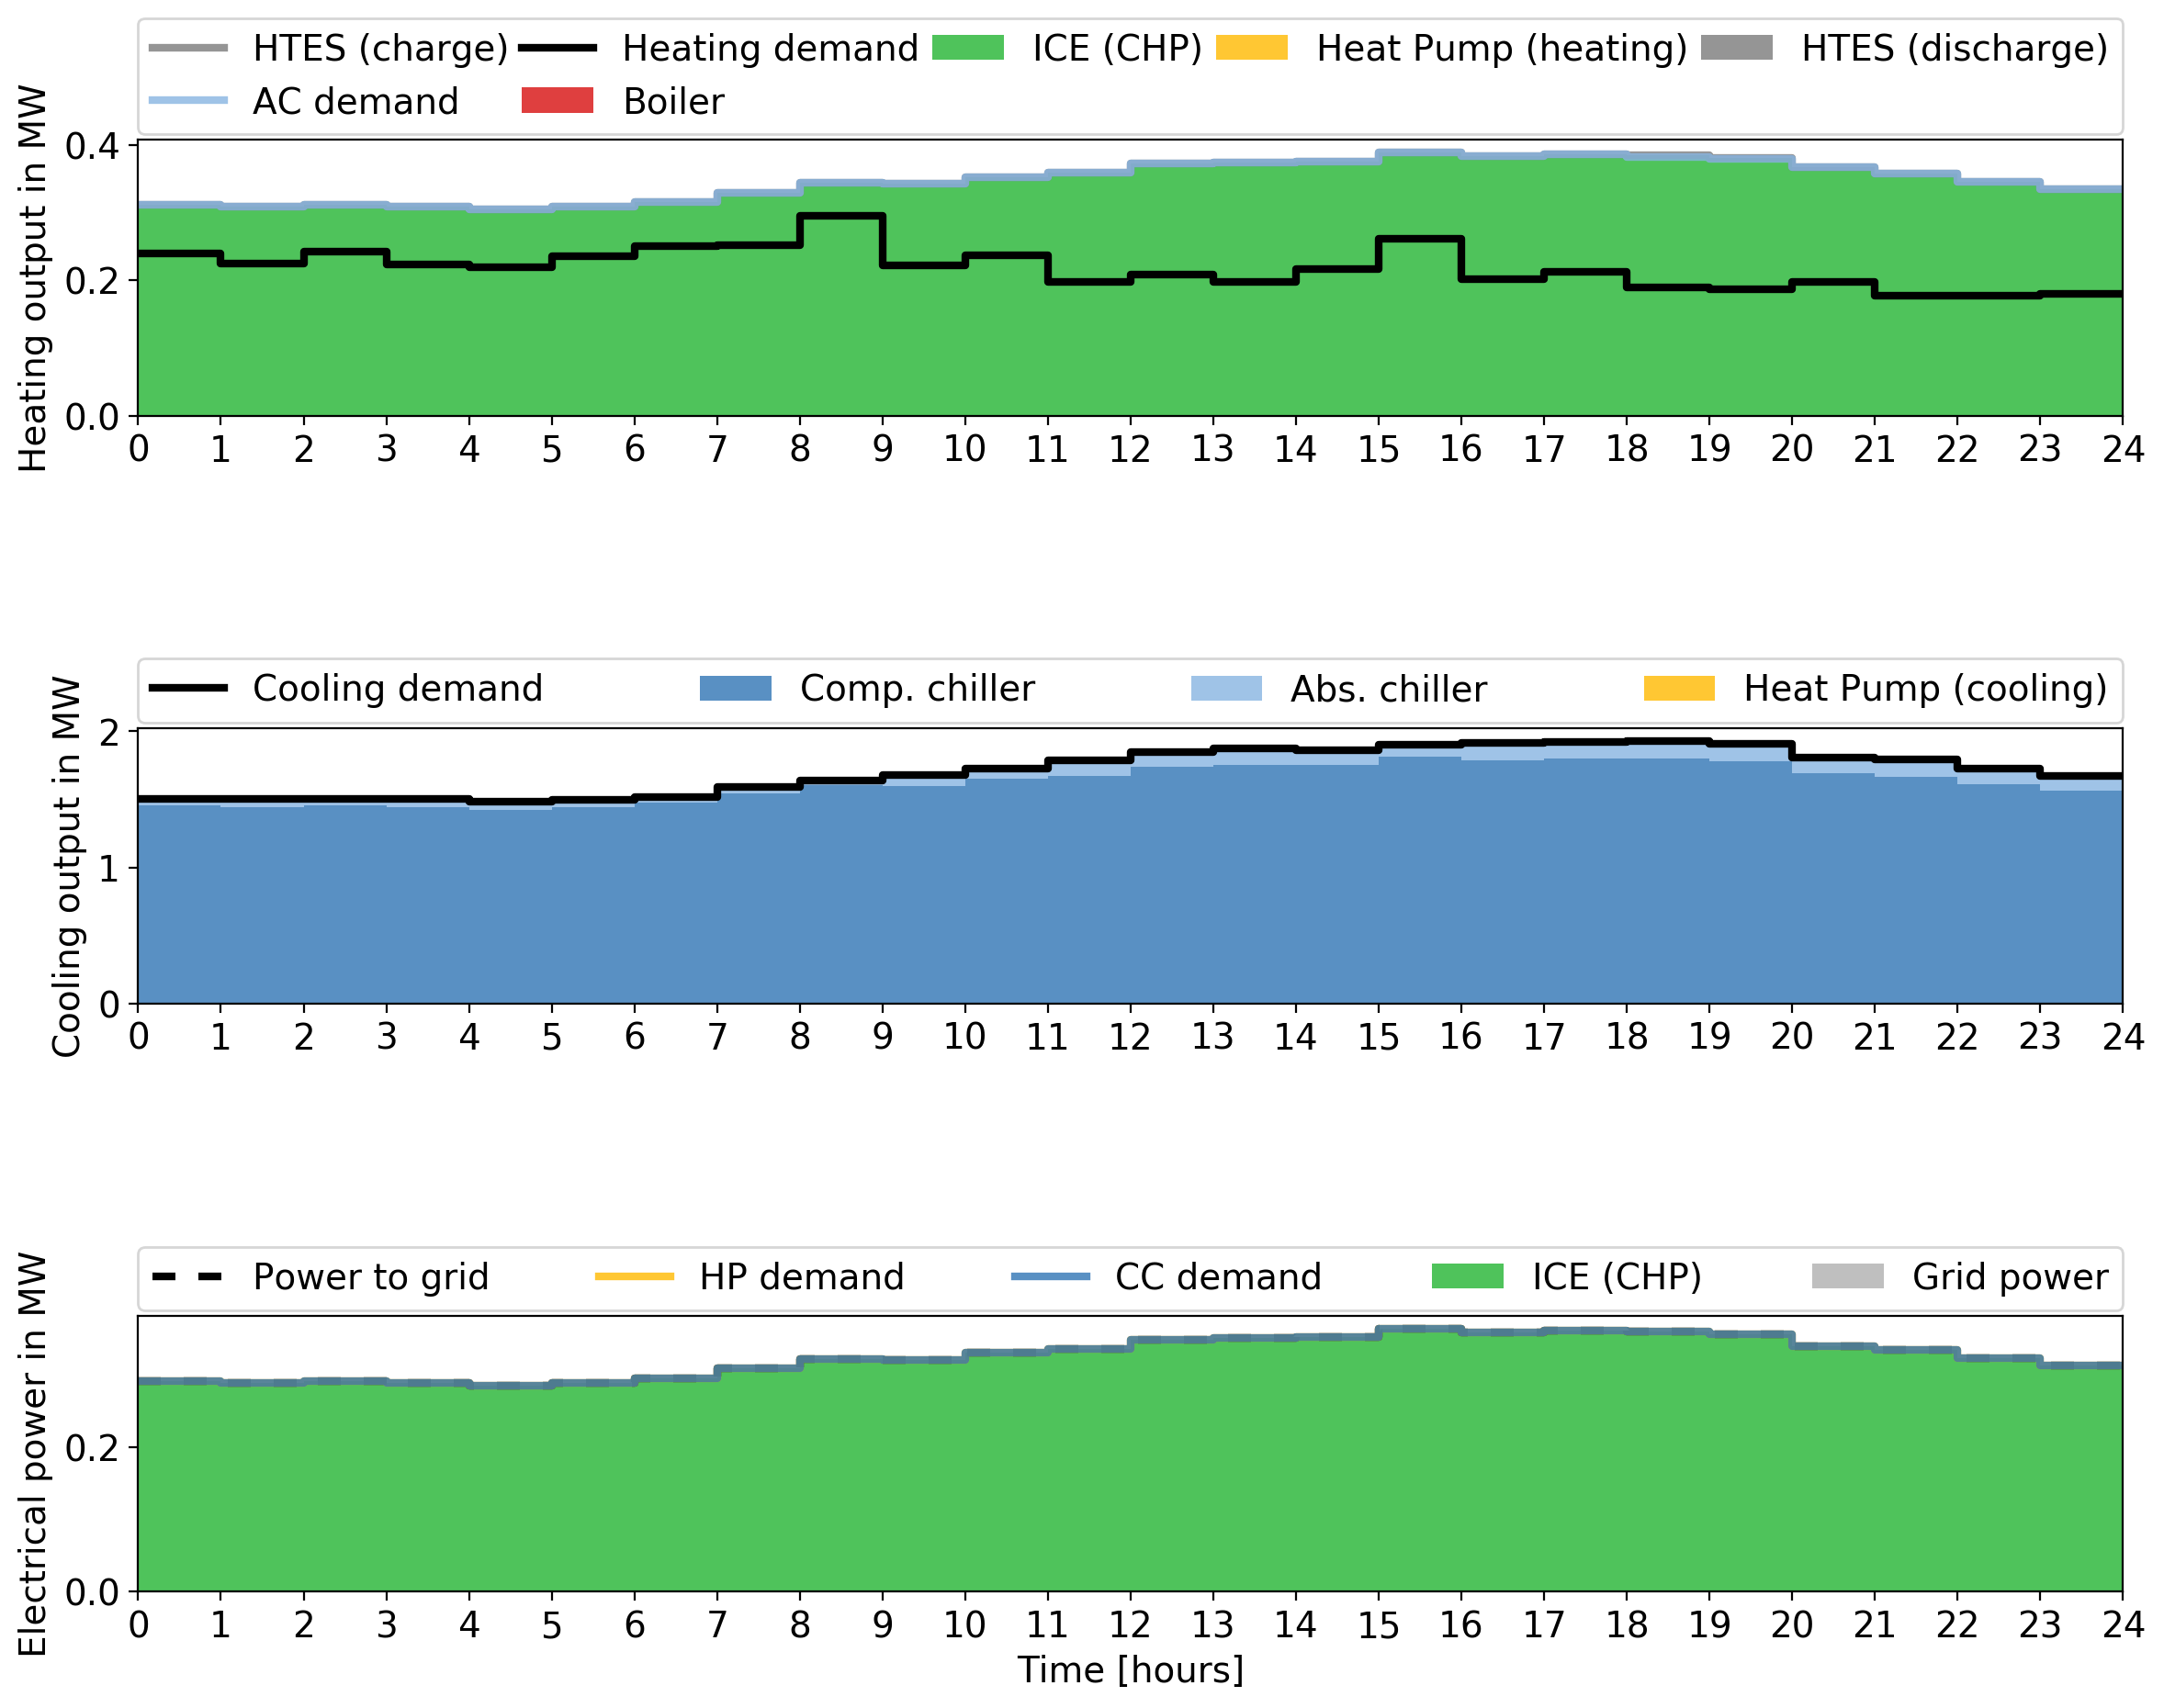 HTES (charge) Heating demand ICE (CHP) Heat Pump (heating) HTES (discharge)
AC demand Boiler
Heating output in MW
0.4
0.2
0.0
0 1 2 3 4 5 6 7 8 9 10 11 12 13 14 15 16 17 18 19 20 21 22 23 24
Cooling demand Comp. chiller Abs. chiller Heat Pump (cooling)
Cooling output in MW
2
1
0
0 1 2 3 4 5 6 7 8 9 10 11 12 13 14 15 16 17 18 19 20 21 22 23 24
Power to grid HP demand CC demand ICE (CHP) Grid power
Electrical power in MW
0.2
0.0
0 1 2 3 4 5 6 7 8 9 10 11 12 13 14 15 16 17 18 19 20 21 22 23 24
Time [hours]